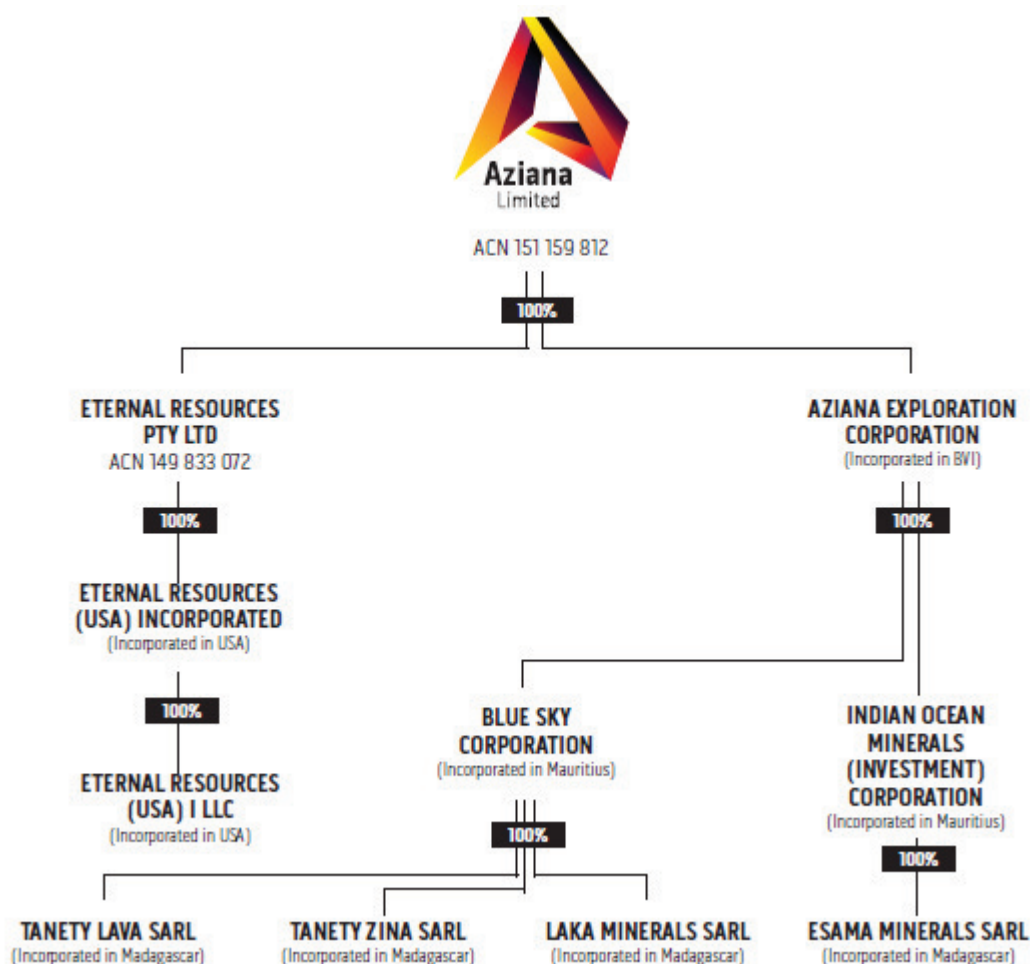 Aziana
Limited
ACN 151 159 812
100%
ETERNAL RESOURCES
PTY LTD
ACN 149 833 072
AZIANA EXPLORATION
CORPORATION
(Incorporated in BVI)
100%
100%
ETERNAL RESOURCES
(USA) INCORPORATED
(Incorporated in USA)
100%
BLUE SKY
CORPORATION
(Incorporated in Mauritius)
INDIAN OCEAN
MINERALS
(INVESTMENT)
CORPORATION
(Incorporated in Mauritius)
ETERNAL RESOURCES
(USA) I LLC
(Incorporated in USA)
100%
100%
TANETY LAVA SARL
(Incorporated in Madagascar)
TANETY ZINA SARL
(Incorporated in Madagascar)
LAKA MINERALS SARL
(Incorporated in Madagascar)
ESAMA MINERALS SARL
(Incorporated in Madagascar)